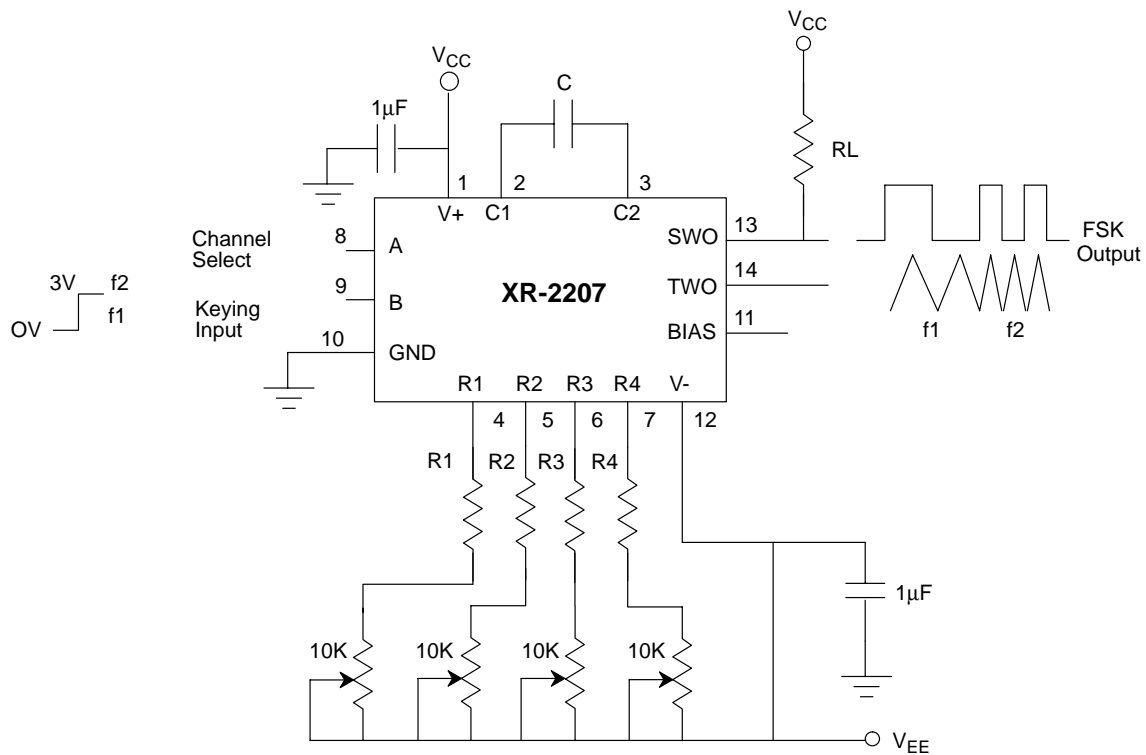 VCC
VCC
1μF
C
RL
1
2
3
V+
C1
C2
SWO
13
FSK
Output
Channel
Select
8
A
14
TWO
XR-2207
3V
f2
f1
OV
Keying
Input
9
B
BIAS
11
f1
f2
10
GND
R1
R2
R3
R4
V-
4
5
6
7
12
R1
R2
R3
R4
1μF
10K
10K
10K
10K
VEE